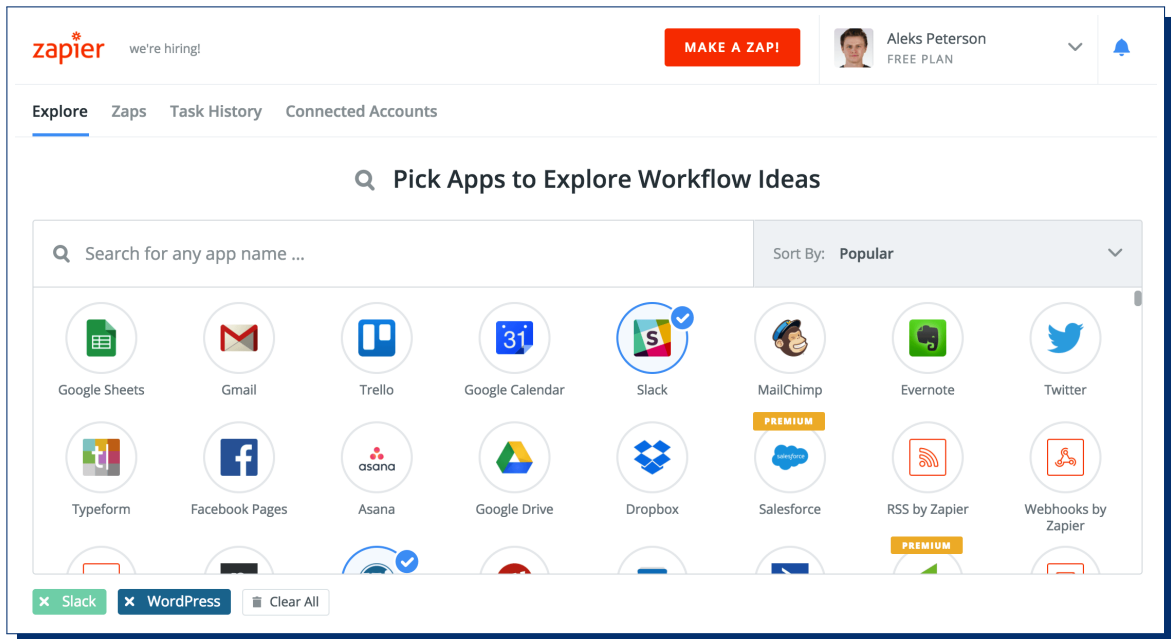 zapier
we're hiring!
MAKE A ZAP!
Aleks Peterson
FREE PLAN
Explore Zaps Task History Connected Accounts
Pick Apps to Explore Workflow Ideas
Search for any app name ...
Sort By: Popular
31
S
Google Sheets Gmail Trello Google Calendar Slack MailChimp Evernote Twitter
PREMIUM
tl
f
asana
salesforce
Typeform Facebook Pages Asana Google Drive Dropbox Salesforce RSS by Zapier Webhooks by
Zapier
PREMIUM
Slack WordPress Clear All